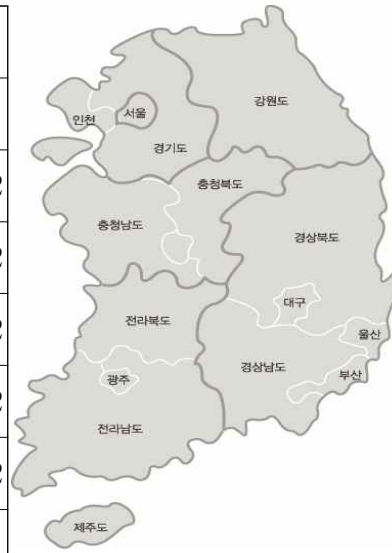 강원도
서울
인천
경기도
충청북도
충청남도
경상북도
대구
전라북도
울산
경상남도
부산
광주
전라남도
제주도